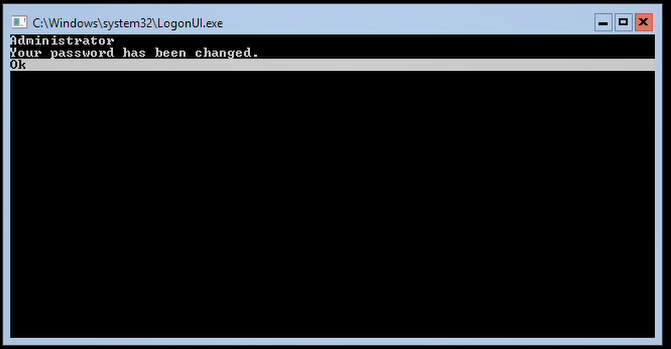 C:\Windows\system32\LogonUI.exe
Administrator
Your password has been changed.
Ok